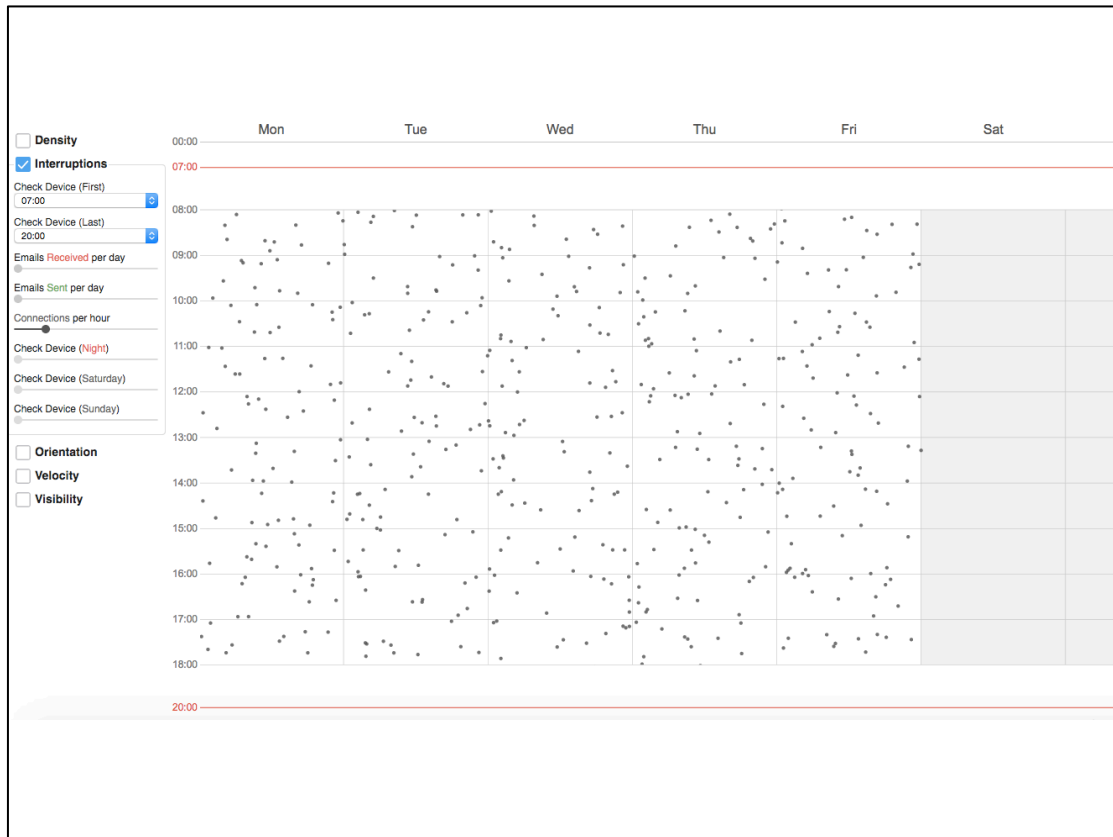 Mon Tue Wed Thu Fri Sat
Density
Interruptions
Check Device (First)
07:00
Check Device (Last)
20:00
Emails Received per day
Emails Sent per day
Connections per hour
Check Device (Night)
Check Device (Saturday)
Check Device (Sunday)
Orientation
Velocity
Visibility
00:00
07:00
08:00
09:00
10:00
11:00
12:00
13:00
14:00
15:00
16:00
17:00
18:00
20:00